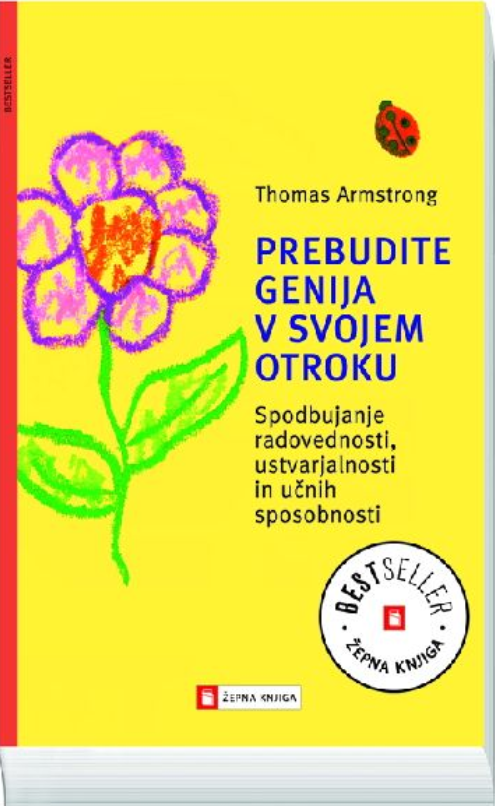 BESTSELLER
Thomas Armstrong
PREBUDITE
GENIJA
V SVOJEM
OTROKU
Spodbujanje
radovednosti,
ustvarjalnosti
in učnih
sposobnosti
BESTSELLER
ŽEPNA KNJIGA
ŽEPNA KNJIGA